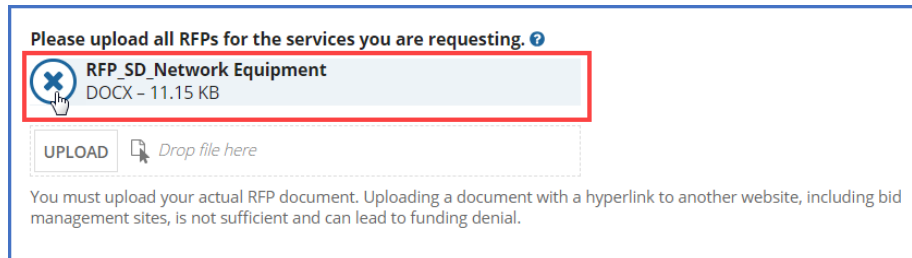 Please upload all RFPs for the services you are requesting. ?
RFP_SD_Network Equipment
DOCX – 11.15 KB
UPLOAD Drop file here
You must upload your actual RFP document. Uploading a document with a hyperlink to another website, including bid
management sites, is not sufficient and can lead to funding denial.